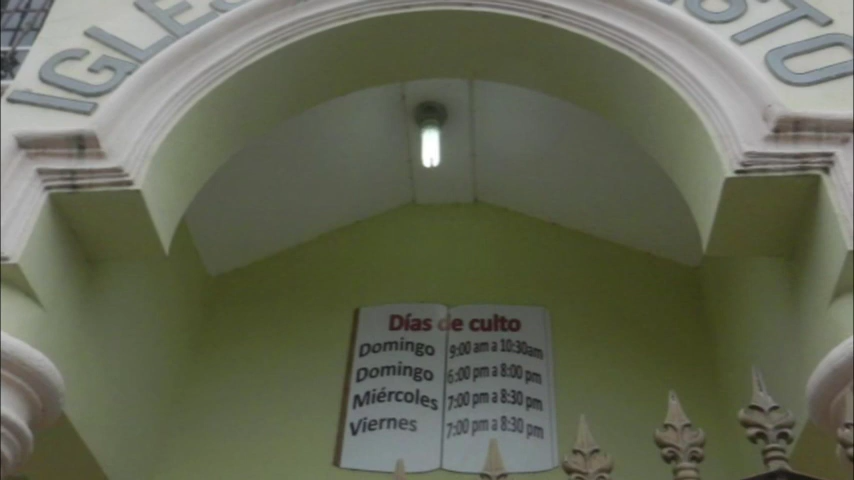 Días de culto
Domingo 9:00 am a 10:30am
Domingo 6:00 pm a 8:00 pm
Miércoles 7:00 pm a 8:30 pm
Viernes 7:00 pm a 8:30 pm